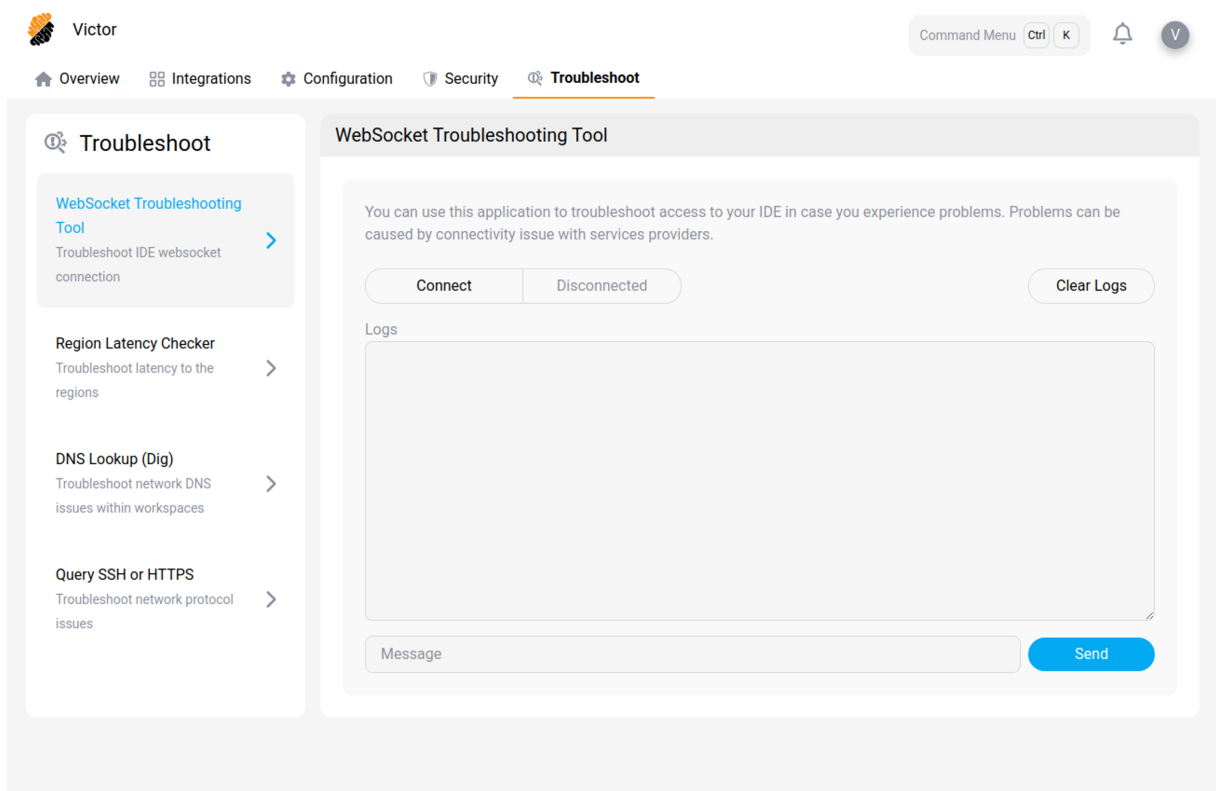 Victor
Command Menu Ctrl K
V
Overview Integrations Configuration Security Troubleshoot
Troubleshoot
WebSocket Troubleshooting
Tool
Troubleshoot IDE websocket
connection
Region Latency Checker
Troubleshoot latency to the
regions
DNS Lookup (Dig)
Troubleshoot network DNS
issues within workspaces
Query SSH or HTTPS
Troubleshoot network protocol
issues
WebSocket Troubleshooting Tool
You can use this application to troubleshoot access to your IDE in case you experience problems. Problems can be
caused by connectivity issue with services providers.
Connect Disconnected Clear Logs
Logs
Message Send